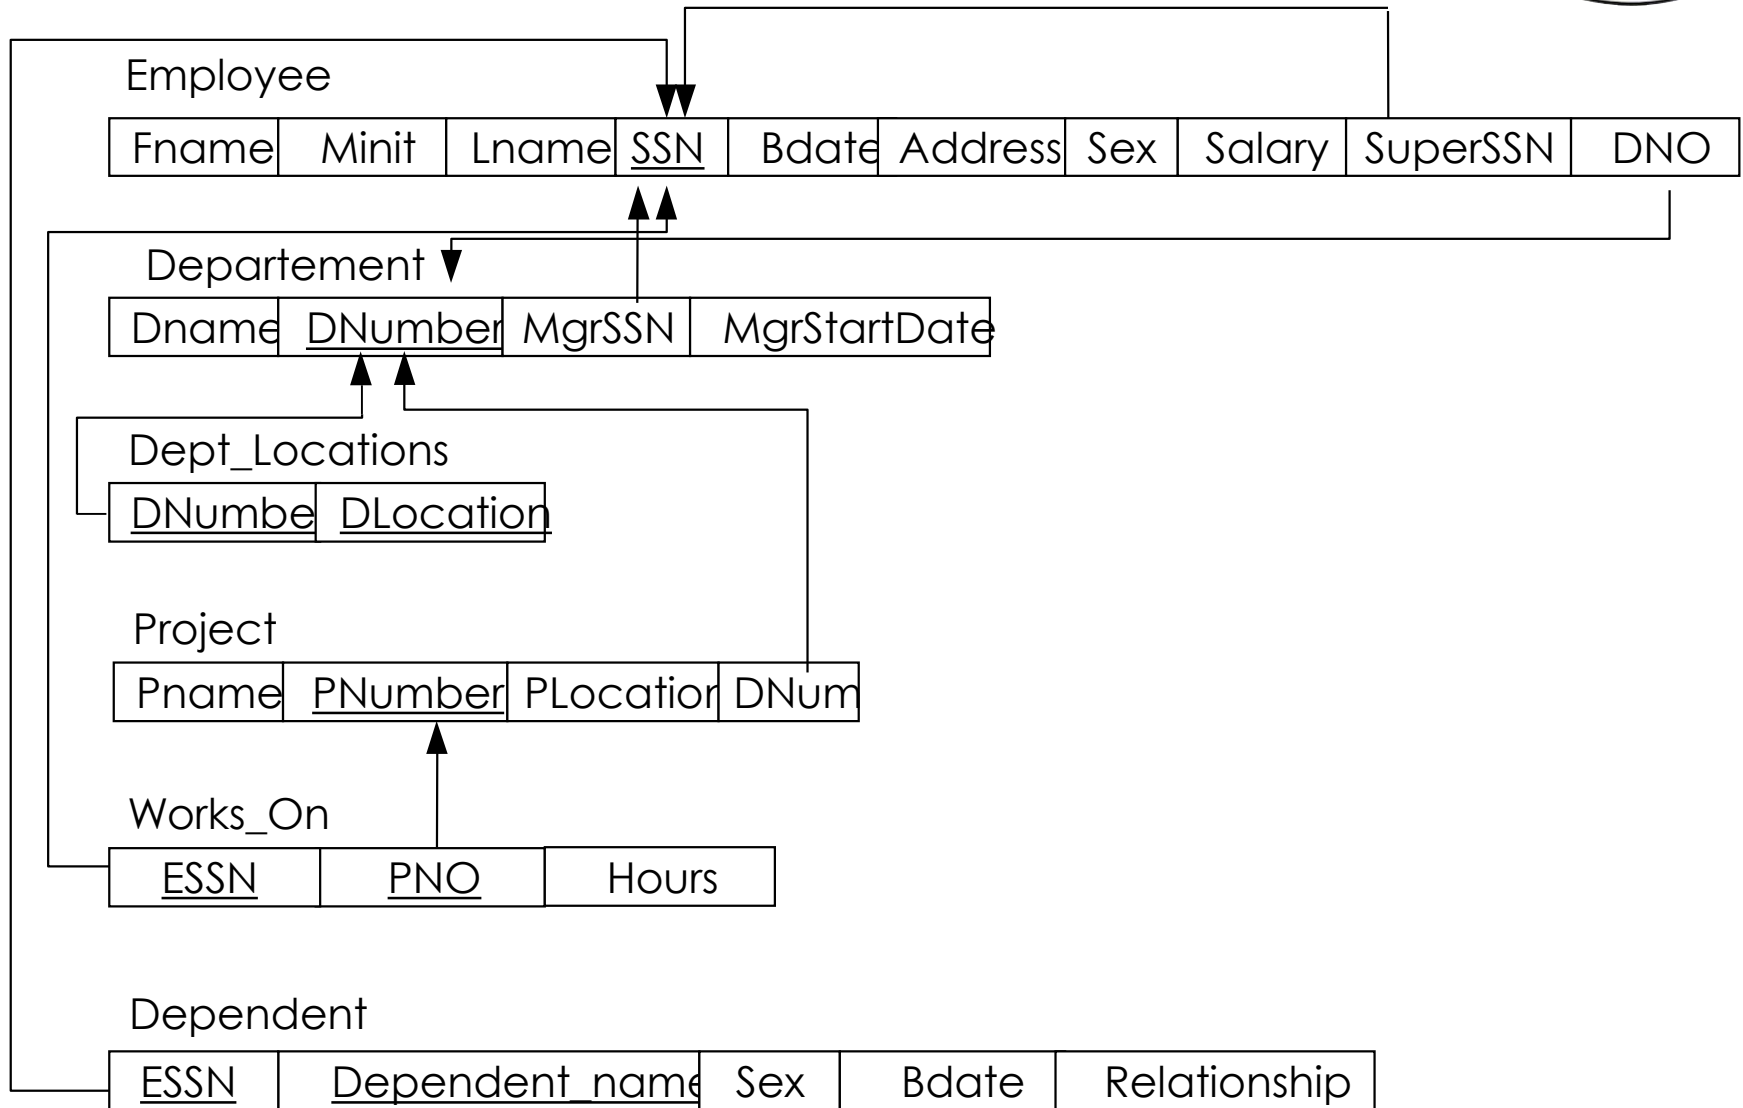 Employee
Fname Minit Lname SSN Bdate Address Sex Salary SuperSSN DNO
Departement
Dname DNumber MgrSSN MgrStartDate
Dept_Locations
DNumbe DLocation
Project
Pname PNumber PLocation DNum
Works_On
ESSN PNO Hours
Dependent
ESSN Dependent_name Sex Bdate Relationship